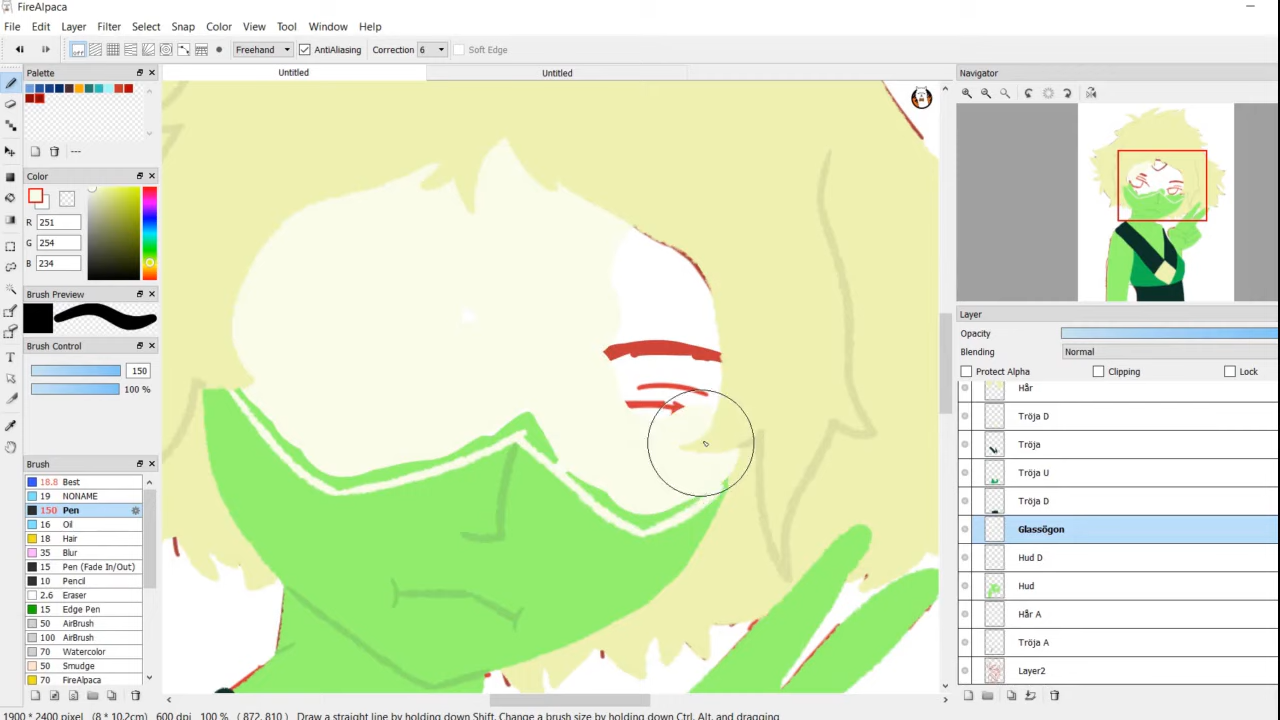 FireAlpaca
File Edit Layer Filter Select Snap Color View Tool Window Help
Freehand AntiAliasing Correction 6 Soft Edge
Palette Untitled Untitled Navigator
---
Color
R 251
G 254
B 234
Brush Preview
Brush Control
150
100 %
Brush
18.8 Best
19 NONAME
150 Pen
16 Oil
18 Hair
35 Blur
15 Pen (Fade In/Out)
10 Pencil
2.6 Eraser
15 Edge Pen
50 AirBrush
100 AirBrush
70 Watercolor
50 Smudge
70 FireAlpaca
Layer
Opacity
Blending Normal
Protect Alpha Clipping Lock
Hår
Tröja D
Tröja
Tröja U
Tröja D
Glassögon
Hud D
Hud
Hår A
Tröja A
Layer2
1900 * 2400 pixel (8 * 10.2cm) 600 dpi 100 % ( 872, 810 ) Draw a straight line by holding down Shift, Change a brush size by holding down Ctrl, Alt, and dragging